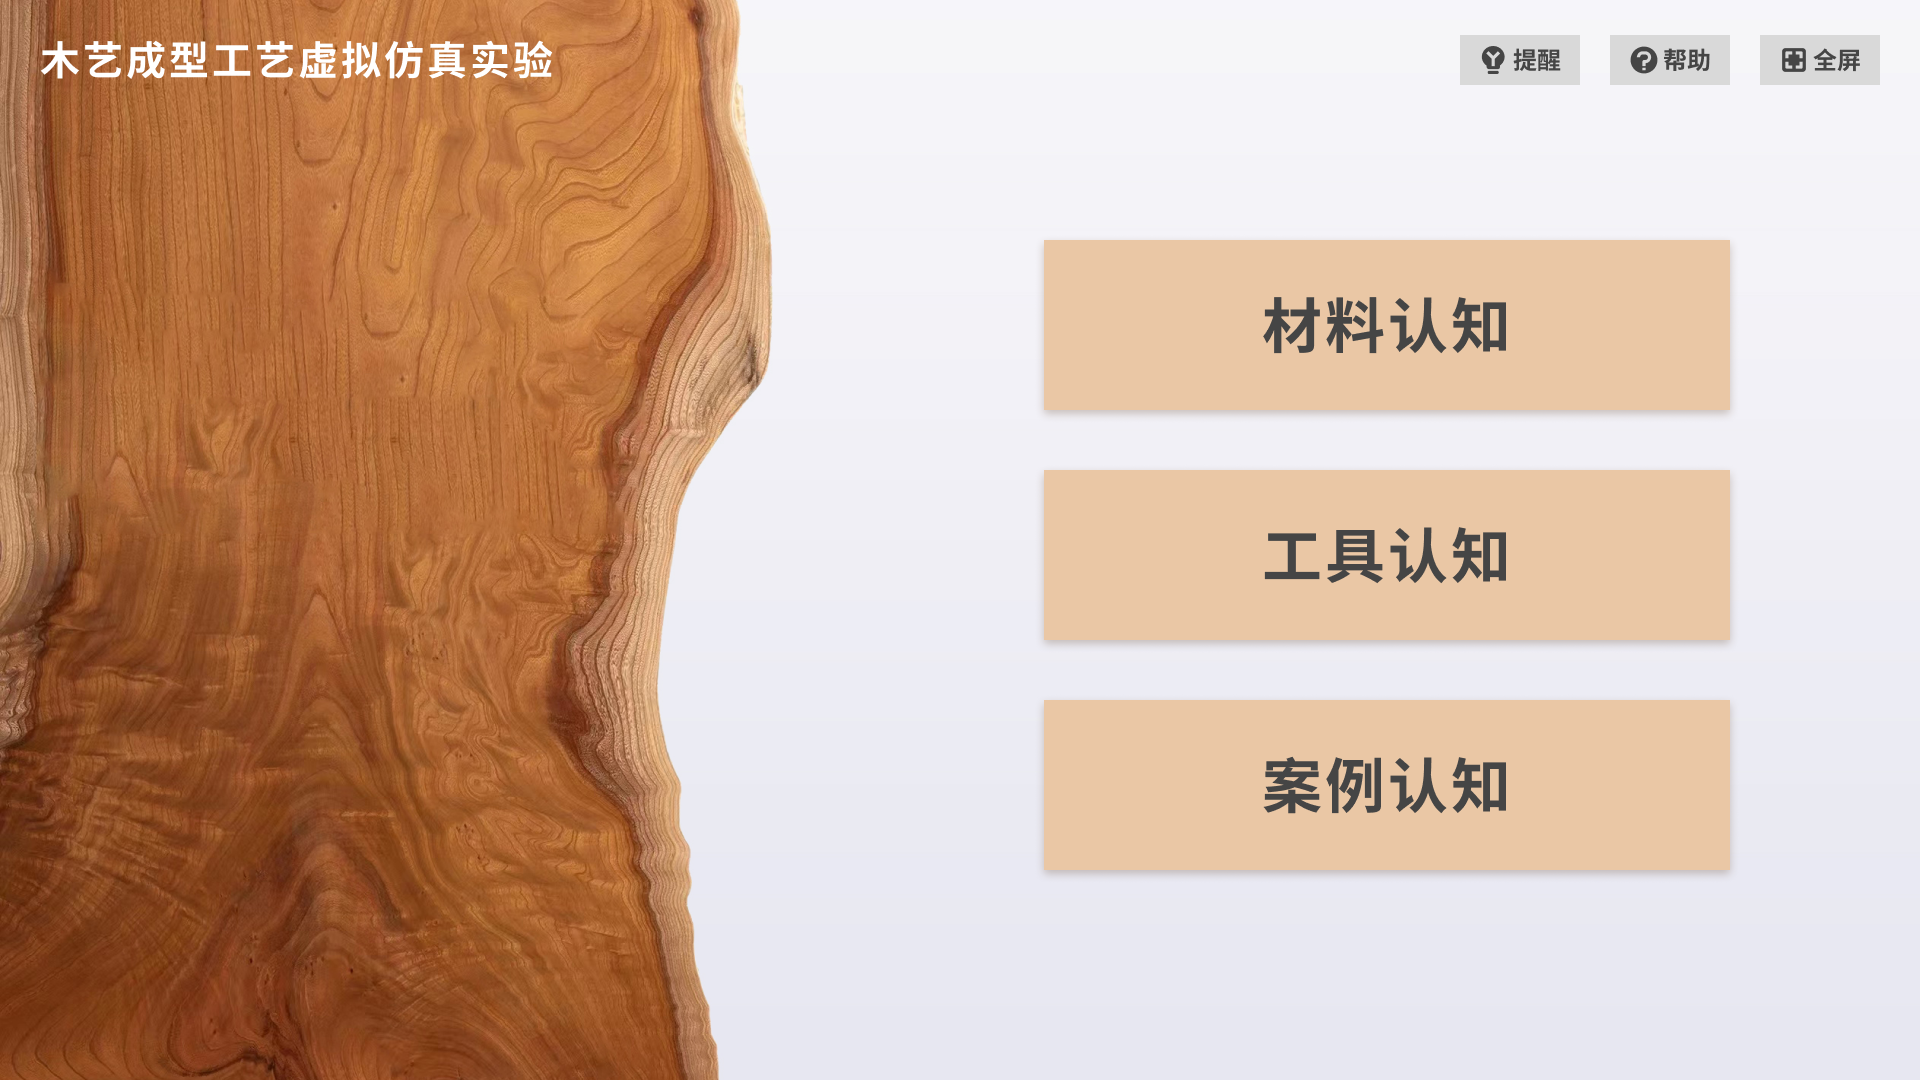 木艺成型工艺虚拟仿真实验
提醒
帮助
全屏
材料认知
工具认知
案例认知